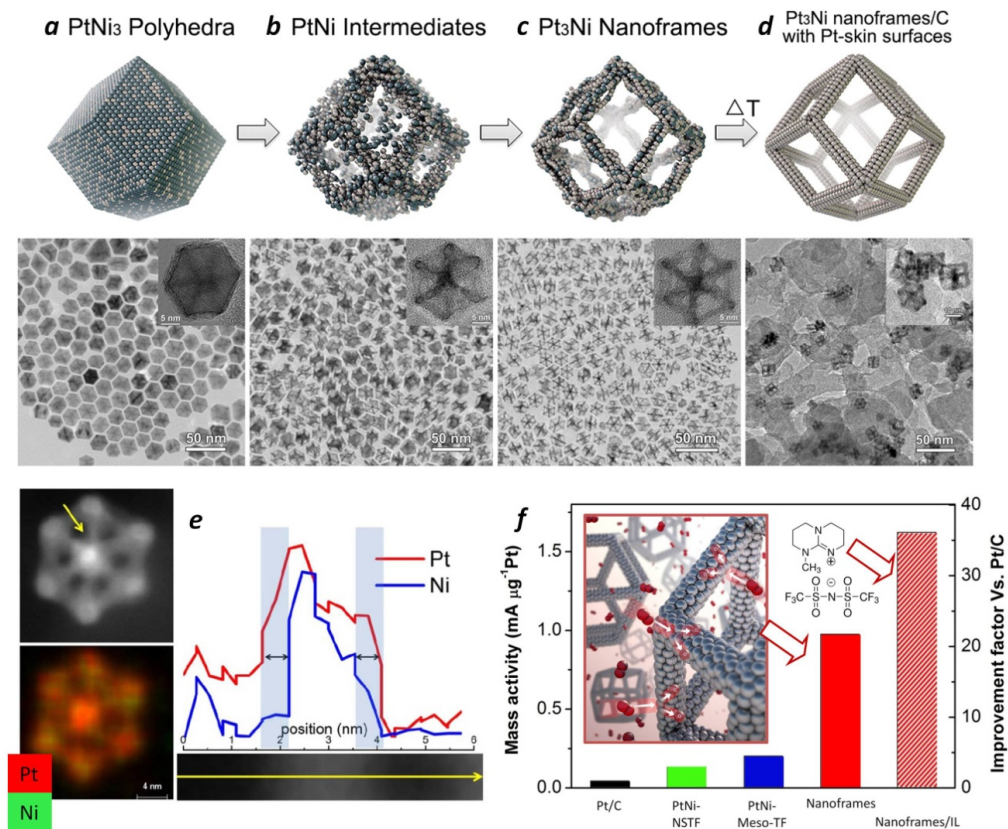 a PtNi₃ Polyhedra
b PtNi Intermediates
c Pt₃Ni Nanoframes
d Pt₃Ni nanoframes/C
with Pt-skin surfaces
△T
5 nm
50 nm
5 nm
50 nm
5 nm
50 nm
50 nm
e
Pt
Ni
position (nm)
0 1 2 3 4 5 6
4 nm
Pt
Ni
f
Mass activity (mA μg⁻¹Pt)
0.0
0.5
1.0
1.5
Improvement factor Vs. Pt/C
0
10
20
30
40
N
N
N
⊕
CH₃
O O
⊖
O O
F₃C-S-N-S-CF₃
O O
Pt/C
PtNi-
NSTF
PtNi-
Meso-TF
Nanoframes
Nanoframes/IL